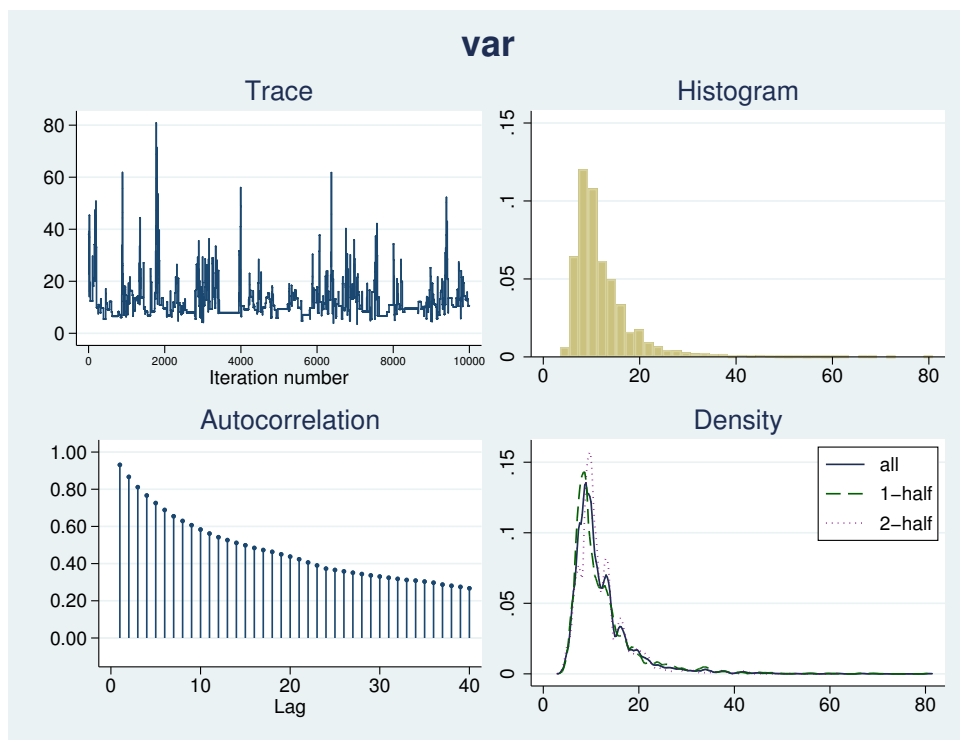 var
Trace
80
60
40
20
0
0 2000 4000 6000 8000 10000
Iteration number
Histogram
.15
.1
.05
0
0 20 40 60 80
Autocorrelation
1.00
0.80
0.60
0.40
0.20
0.00
0 10 20 30 40
Lag
Density
.15
.1
.05
0
0 20 40 60 80
all
1−half
2−half